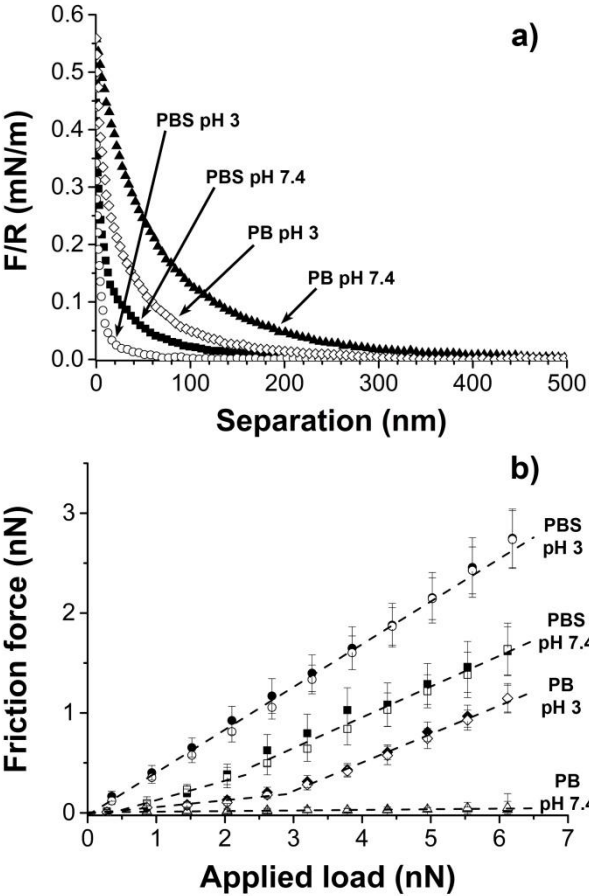 a)
0.6
0.5
0.4
0.3
0.2
0.1
0.0
F/R (mN/m)
PBS pH 3
PBS pH 7.4
PB pH 3
PB pH 7.4
0 100 200 300 400 500
Separation (nm)
b)
3
2
1
0
Friction force (nN)
PBS
pH 3
PBS
pH 7.4
PB
pH 3
PB
pH 7.4
0 1 2 3 4 5 6 7
Applied load (nN)